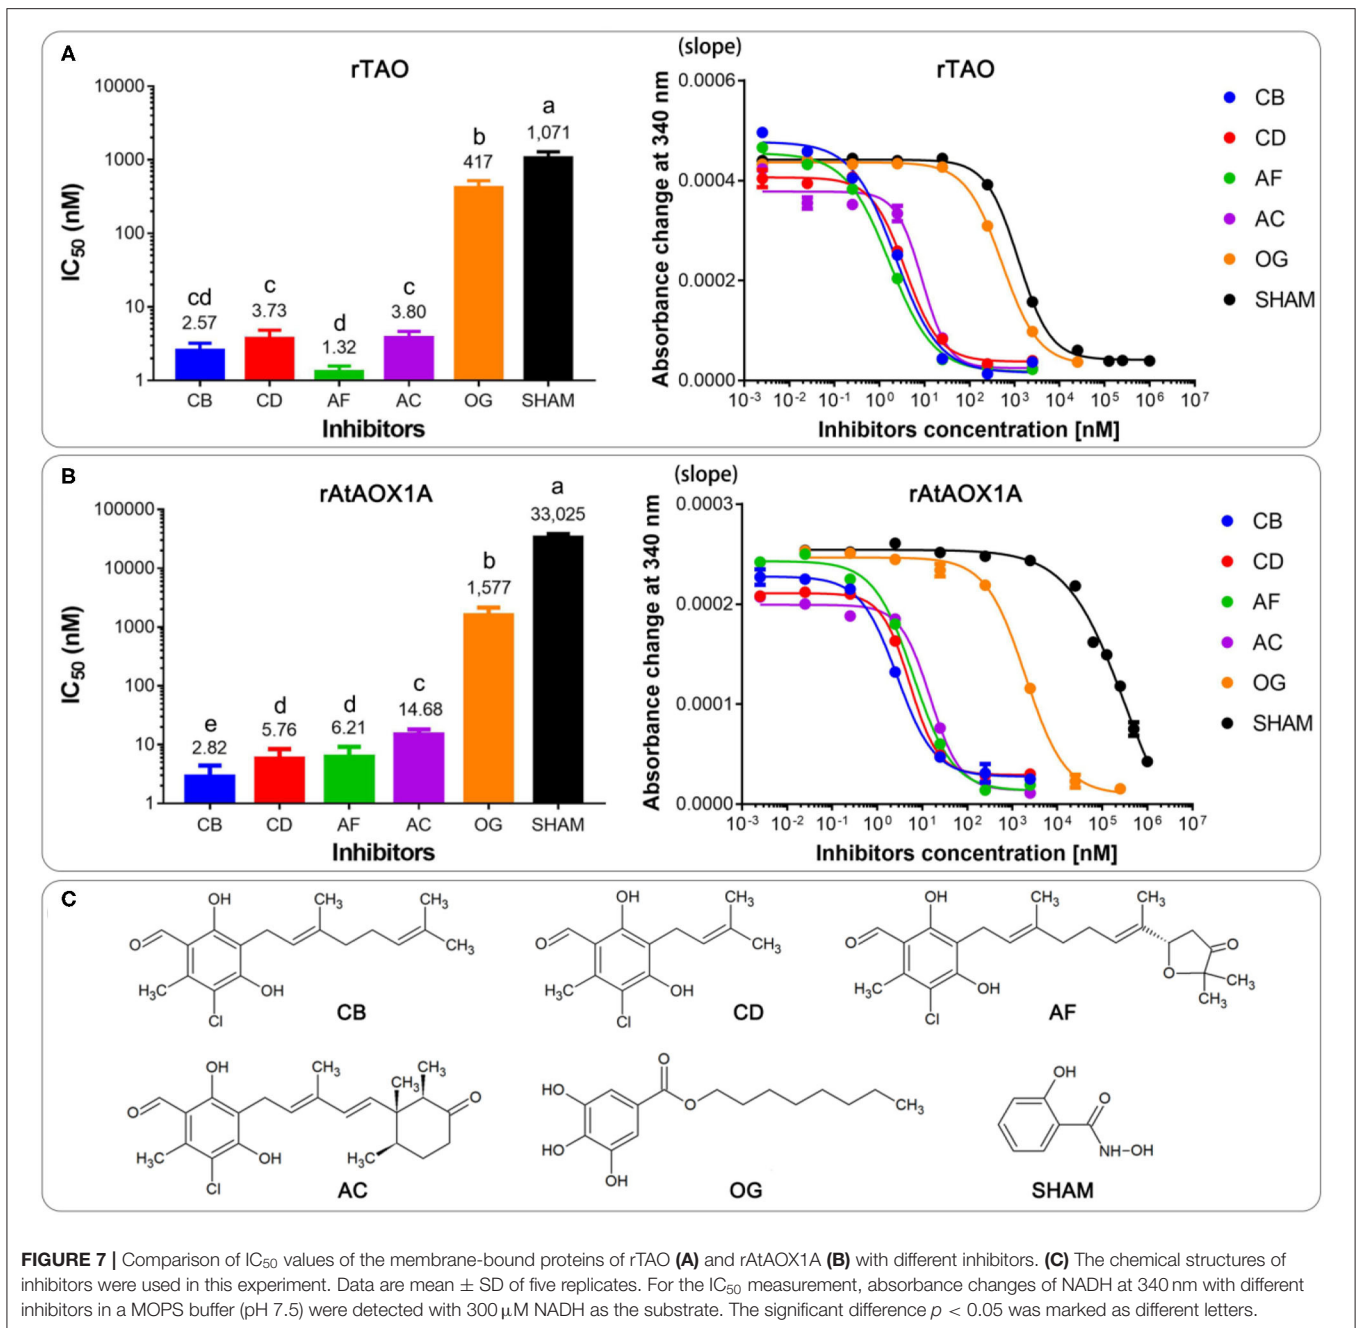 A
rTAO
IC50 (nM)
10000
1000
100
10
1
cd
2.57
c
3.73
d
1.32
c
3.80
b
417
a
1,071
CB CD AF AC OG SHAM
Inhibitors
(slope)
rTAO
Absorbance change at 340 nm
0.0006
0.0004
0.0002
0.0000
10-3 10-2 10-1 100 101 102 103 104 105 106 107
Inhibitors concentration [nM]
CB
CD
AF
AC
OG
SHAM
B
rAtAOX1A
IC50 (nM)
100000
10000
1000
100
10
1
e
2.82
d
5.76
d
6.21
c
14.68
b
1,577
a
33,025
CB CD AF AC OG SHAM
Inhibitors
(slope)
rAtAOX1A
Absorbance change at 340 nm
0.0003
0.0002
0.0001
0.0000
10-3 10-2 10-1 100 101 102 103 104 105 106 107
Inhibitors concentration [nM]
CB
CD
AF
AC
OG
SHAM
C
OH CH3 CH3
O CH3
H3C OH
Cl
CB
OH CH3
O CH3
H3C OH
Cl
CD
OH CH3 CH3
O O
H3C OH O CH3
Cl CH3
AF
OH CH3 CH3 CH3
O O
H3C OH H3C
Cl
AC
O
HO O CH3
HO
OH
OG
OH
O
NH-OH
SHAM
FIGURE 7 | Comparison of IC50 values of the membrane-bound proteins of rTAO (A) and rAtAOX1A (B) with different inhibitors. (C) The chemical structures of
inhibitors were used in this experiment. Data are mean ± SD of five replicates. For the IC50 measurement, absorbance changes of NADH at 340 nm with different
inhibitors in a MOPS buffer (pH 7.5) were detected with 300 μM NADH as the substrate. The significant difference p < 0.05 was marked as different letters.